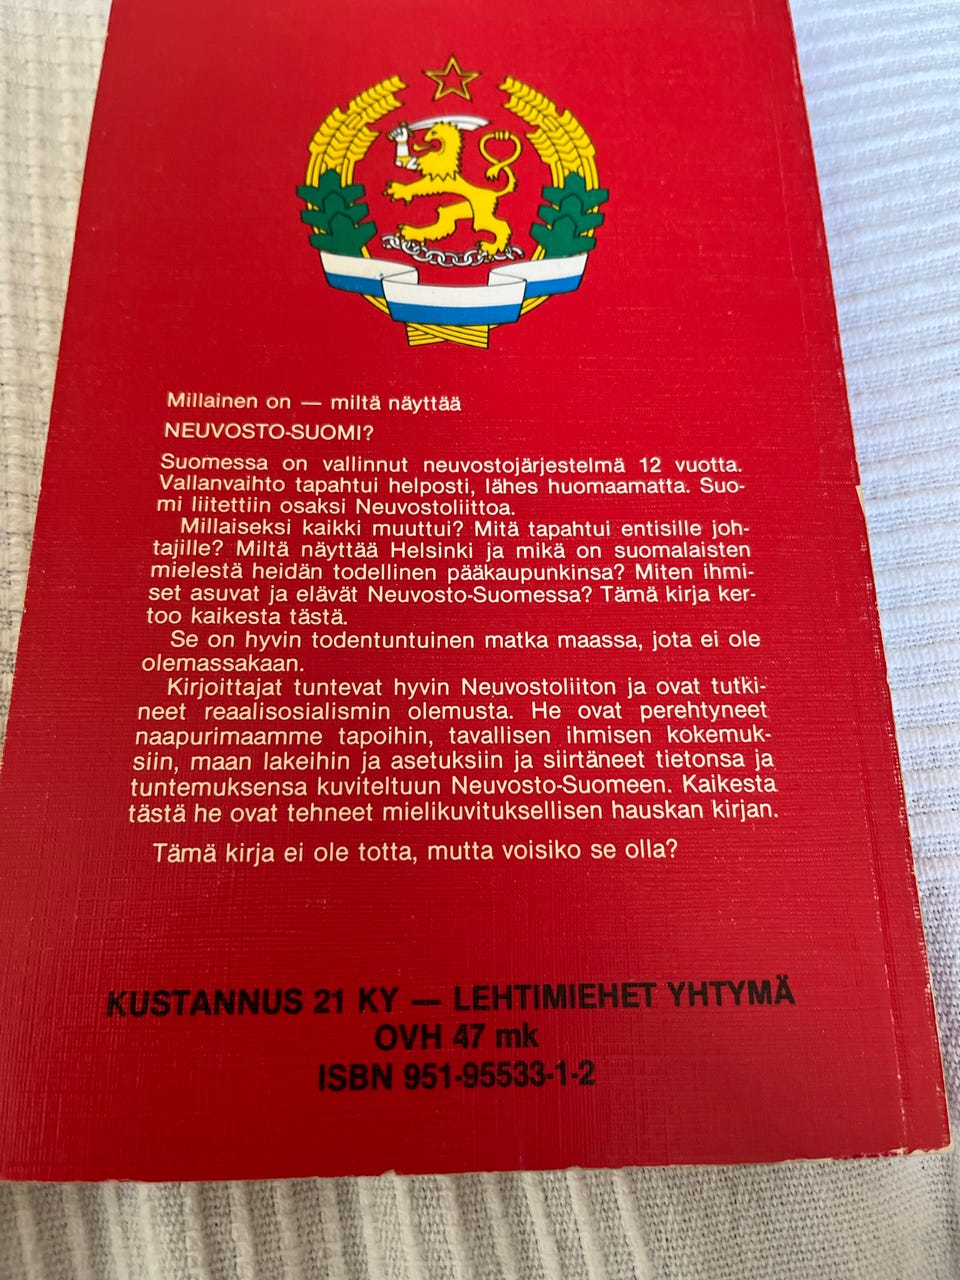 Millainen on — miltä näyttää
NEUVOSTO-SUOMI?
Suomessa on vallinnut neuvostojärjestelmä 12 vuotta.
Vallanvaihto tapahtui helposti, lähes huomaamatta. Suo-
mi liitettiin osaksi Neuvostoliittoa.
Millaiseksi kaikki muuttui? Mitä tapahtui entisille joh-
tajille? Miltä näyttää Helsinki ja mikä on suomalaisten
mielestä heidän todellinen pääkaupunkinsa? Miten ihmi-
set asuvat ja elävät Neuvosto-Suomessa? Tämä kirja ker-
too kaikesta tästä.
Se on hyvin todentuntuinen matka maassa, jota ei ole
olemassakaan.
Kirjoittajat tuntevat hyvin Neuvostoliiton ja ovat tutki-
neet reaalisosialismin olemusta. He ovat perehtyneet
naapurimaamme tapoihin, tavallisen ihmisen kokemuk-
siin, maan lakeihin ja asetuksiin ja siirtäneet tietonsa ja
tuntemuksensa kuviteltuun Neuvosto-Suomeen. Kaikesta
tästä he ovat tehneet mielikuvituksellisen hauskan kirjan.
Tämä kirja ei ole totta, mutta voisiko se olla?
KUSTANNUS 21 KY — LEHTIMIEHET YHTYMÄ
OVH 47 mk
ISBN 951-95533-1-2